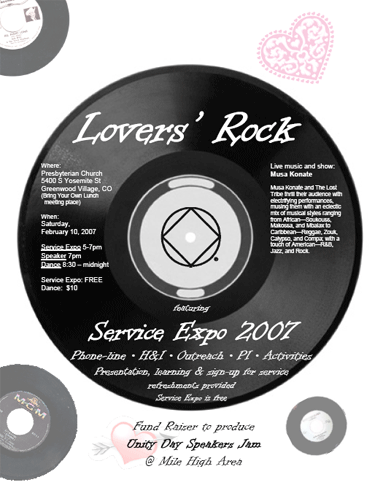 Lovers' Rock
Where:
Presbyterian Church
5400 S Yosemite St
Greenwood Village, CO
(Bring Your Own Lunch
meeting place)
When:
Saturday,
February 10, 2007
Service Expo 5-7pm
Speaker 7pm
Dance 8:30 – midnight
Service Expo: FREE
Dance: $10
Live music and show:
Musa Konate
Musa Konate and The Lost
Tribe thrill their audience with
electrifying performances,
musing them with an eclectic
mix of musical styles ranging
from African—Soukouss,
Makossa, and Mbalax to
Caribbean—Reggae, Zouk,
Calypso, and Compa; with a
touch of American—R&B,
Jazz, and Rock.
featuring
Service Expo 2007
Phone-line • H&I • Outreach • PI • Activities
Presentation, learning & sign-up for service
refreshments provided
Service Expo is free
MGM
Fund Raiser to produce
Unity Day Speakers Jam
@ Mile High Area